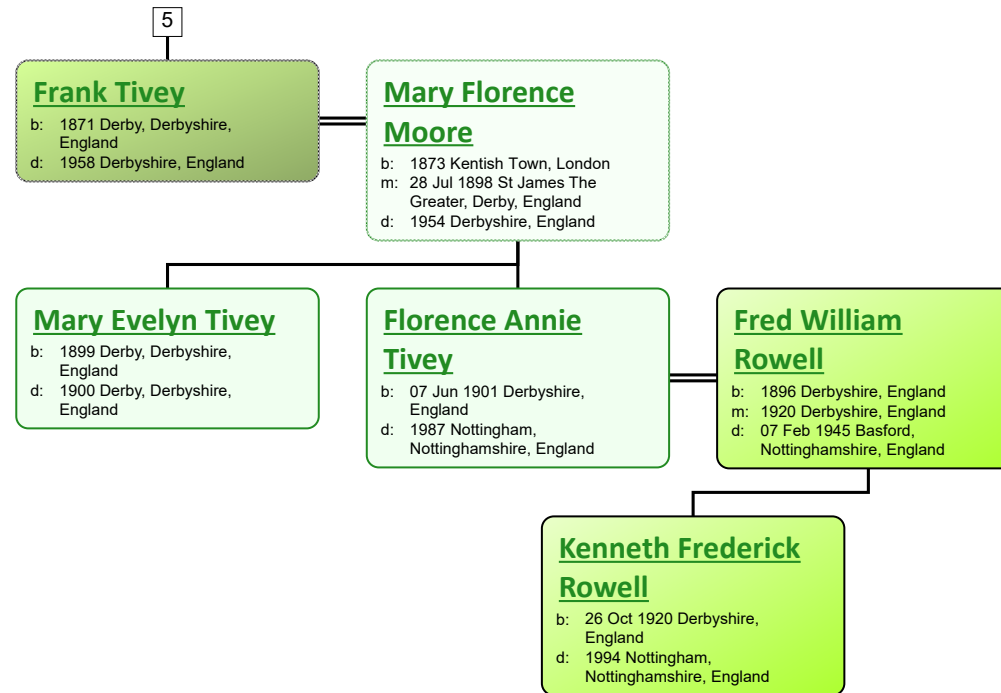 5
Frank Tivey
b: 1871 Derby, Derbyshire,
England
d: 1958 Derbyshire, England
Mary Florence
Moore
b: 1873 Kentish Town, London
m: 28 Jul 1898 St James The
Greater, Derby, England
d: 1954 Derbyshire, England
Mary Evelyn Tivey
b: 1899 Derby, Derbyshire,
England
d: 1900 Derby, Derbyshire,
England
Florence Annie
Tivey
b: 07 Jun 1901 Derbyshire,
England
d: 1987 Nottingham,
Nottinghamshire, England
Fred William
Rowell
b: 1896 Derbyshire, England
m: 1920 Derbyshire, England
d: 07 Feb 1945 Basford,
Nottinghamshire, England
Kenneth Frederick
Rowell
b: 26 Oct 1920 Derbyshire,
England
d: 1994 Nottingham,
Nottinghamshire, England